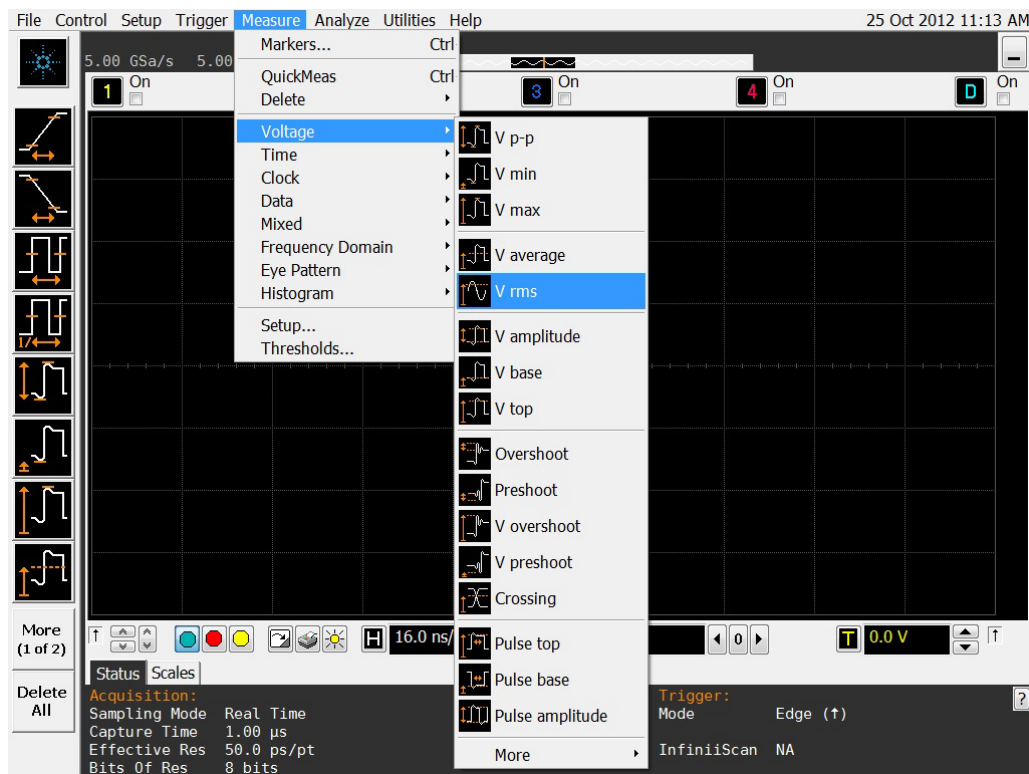 File Control Setup Trigger Measure Analyze Utilities Help 25 Oct 2012 11:13 AM
5.00 GSa/s 5.00
Markers... Ctrl
QuickMeas Ctrl
Delete
Voltage
Time
Clock
Data
Mixed
Frequency Domain
Eye Pattern
Histogram
Setup...
Thresholds...
1 On
3 On
4 On
D On
V p-p
V min
V max
V average
V rms
V amplitude
V base
V top
Overshoot
Preshoot
V overshoot
V preshoot
Crossing
Pulse top
Pulse base
Pulse amplitude
More
1/
More
(1 of 2)
Delete
All
H 16.0 ns/ 0 T 0.0 V
Status Scales
?
Acquisition:
Sampling Mode Real Time
Capture Time 1.00 µs
Effective Res 50.0 ps/pt
Bits Of Res 8 bits
Trigger:
Mode Edge (↑)
InfiniiScan NA